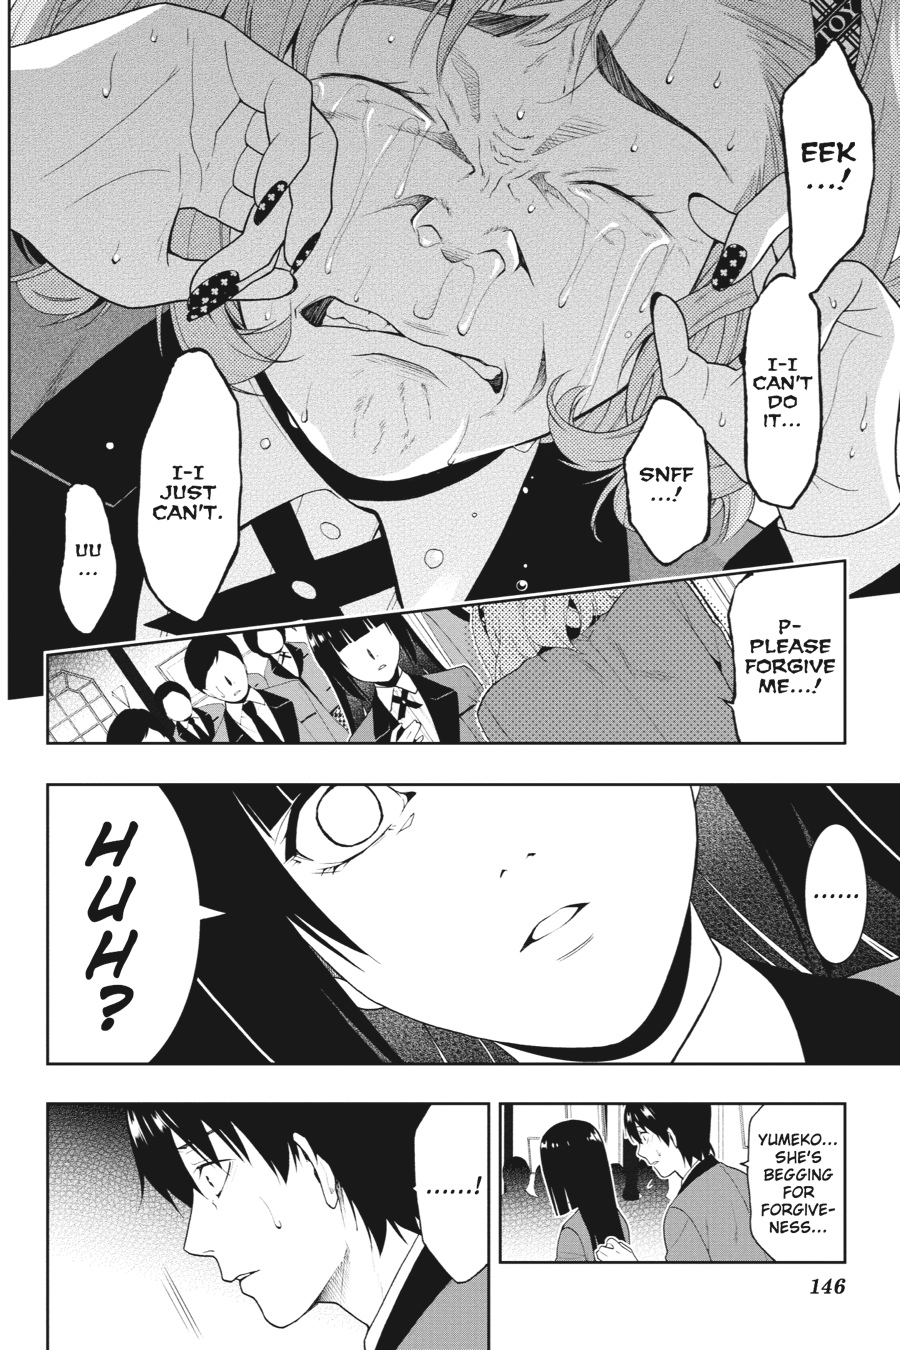 TOY
EEK
...!
I-I
CAN'T
DO
IT...
SNFF
...!
I-I
JUST
CAN'T.
UU
...
P-
PLEASE
FORGIVE
ME...!
......
HUH?
YUMEKO...
SHE'S
BEGGING
FOR
FORGIVE-
NESS...
......!
146